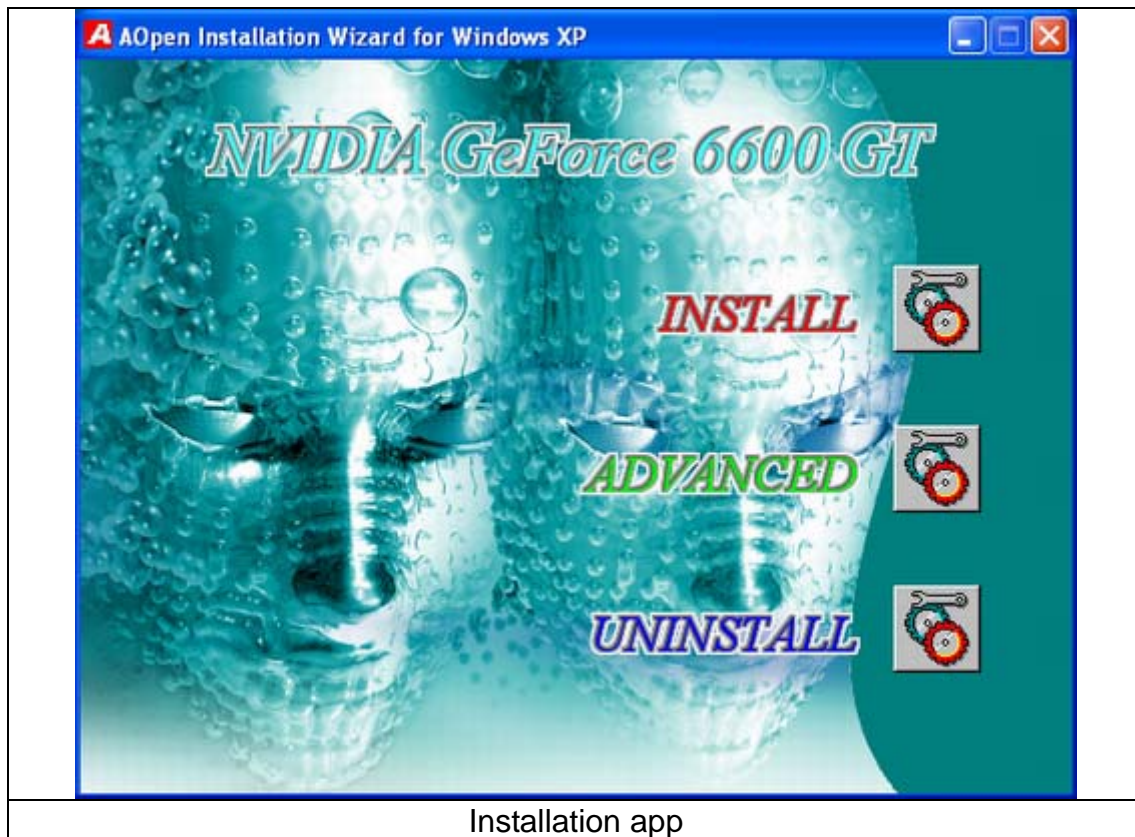 AOpen Installation Wizard for Windows XP
NVIDIA GeForce 6600 GT
INSTALL
ADVANCED
UNINSTALL
Installation app